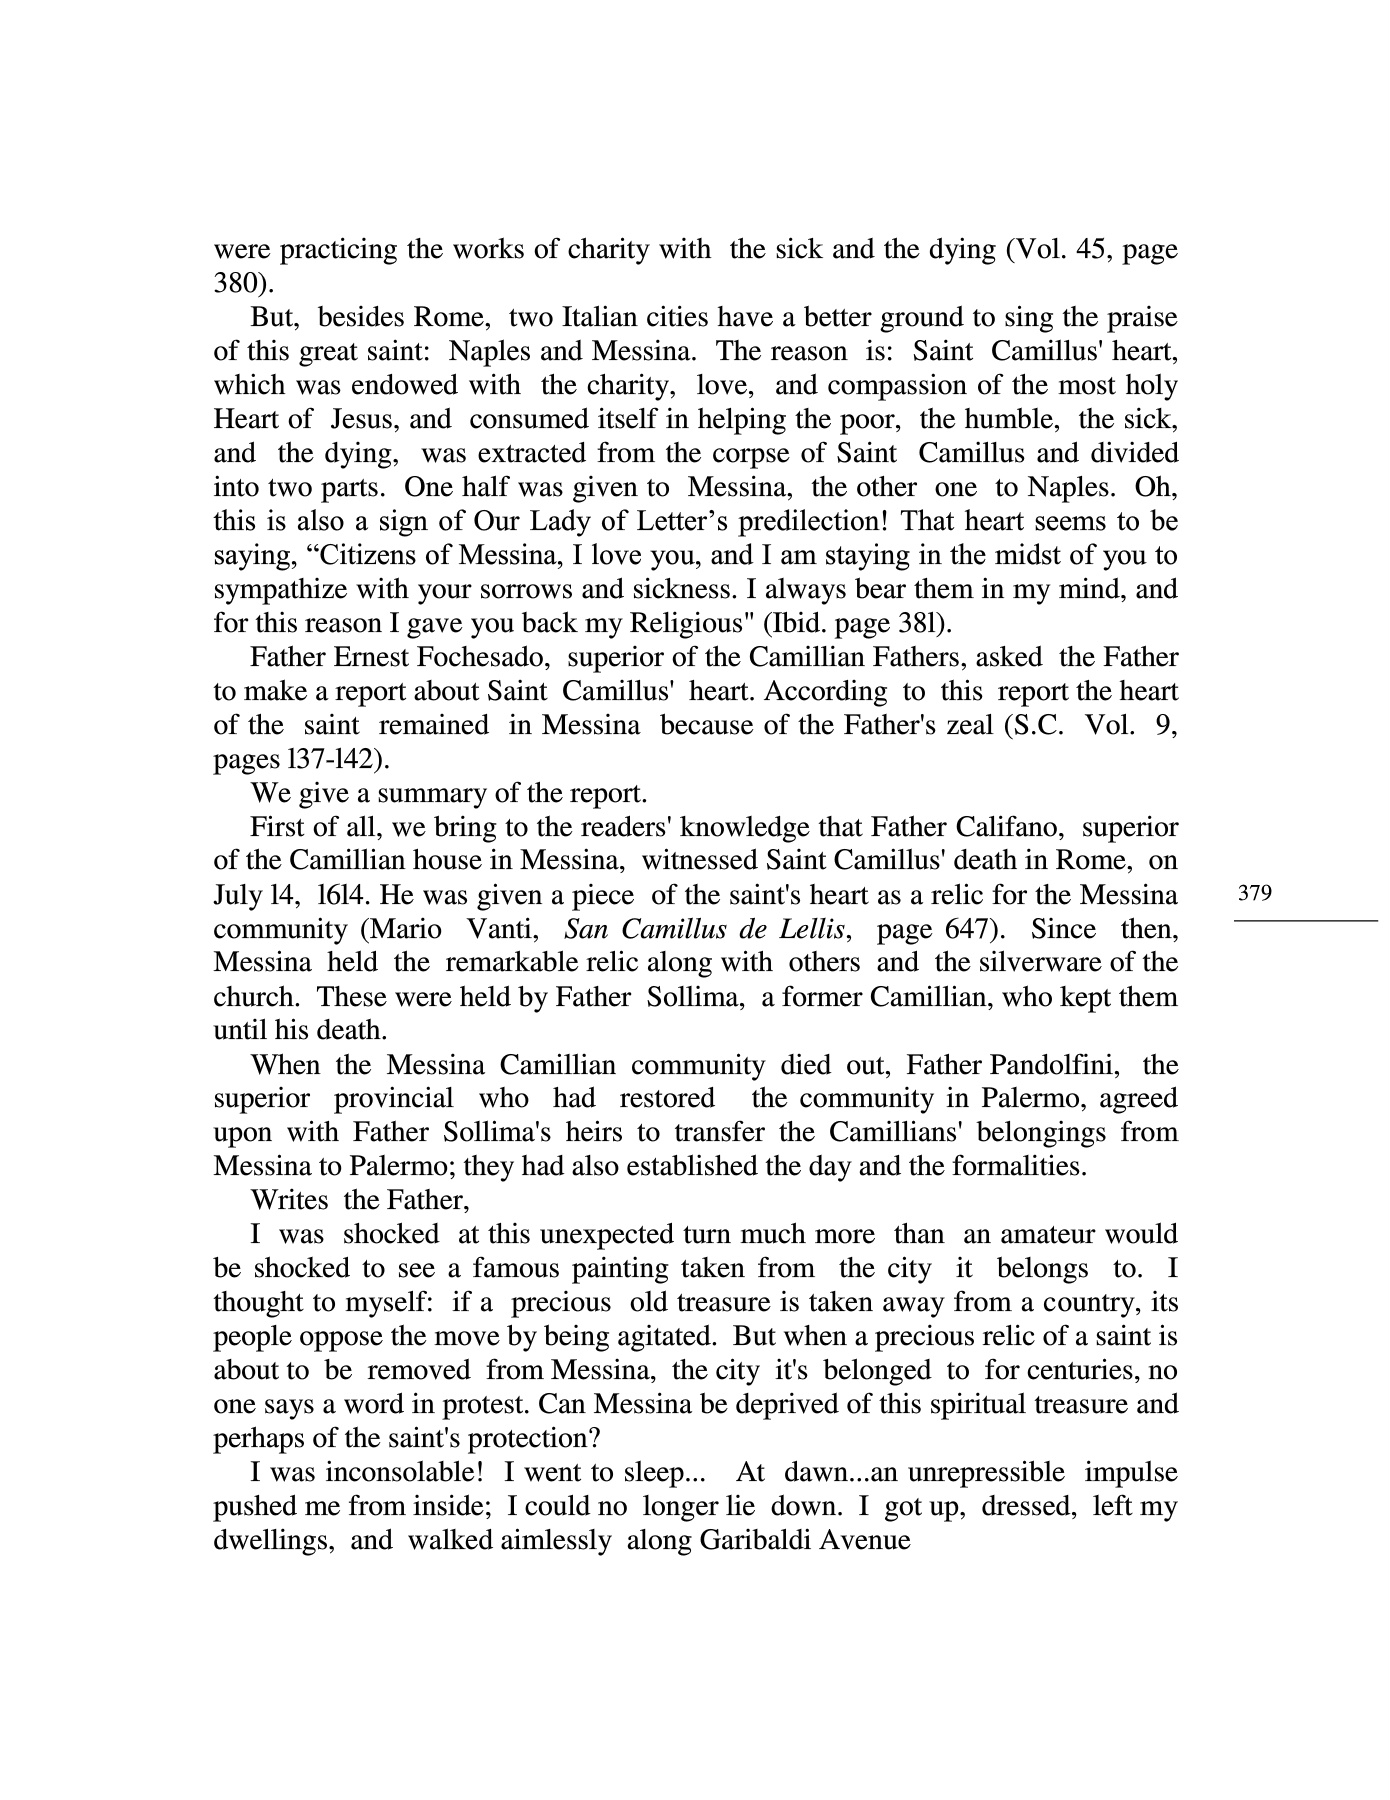 were practicing the works of charity with the sick and the dying (Vol. 45, page
380).
But, besides Rome, two Italian cities have a better ground to sing the praise
of this great saint: Naples and Messina. The reason is: Saint Camillus' heart,
which was endowed with the charity, love, and compassion of the most holy
Heart of Jesus, and consumed itself in helping the poor, the humble, the sick,
and the dying, was extracted from the corpse of Saint Camillus and divided
into two parts. One half was given to Messina, the other one to Naples. Oh,
this is also a sign of Our Lady of Letter’s predilection! That heart seems to be
saying, “Citizens of Messina, I love you, and I am staying in the midst of you to
sympathize with your sorrows and sickness. I always bear them in my mind, and
for this reason I gave you back my Religious" (Ibid. page 38l).
Father Ernest Fochesado, superior of the Camillian Fathers, asked the Father
to make a report about Saint Camillus' heart. According to this report the heart
of the saint remained in Messina because of the Father's zeal (S.C. Vol. 9,
pages l37-l42).
We give a summary of the report.
First of all, we bring to the readers' knowledge that Father Califano, superior
of the Camillian house in Messina, witnessed Saint Camillus' death in Rome, on
July l4, l6l4. He was given a piece of the saint's heart as a relic for the Messina
community (Mario Vanti, San Camillus de Lellis, page 647). Since then,
Messina held the remarkable relic along with others and the silverware of the
church. These were held by Father Sollima, a former Camillian, who kept them
until his death.
When the Messina Camillian community died out, Father Pandolfini, the
superior provincial who had restored the community in Palermo, agreed
upon with Father Sollima's heirs to transfer the Camillians' belongings from
Messina to Palermo; they had also established the day and the formalities.
Writes the Father,
I was shocked at this unexpected turn much more than an amateur would
be shocked to see a famous painting taken from the city it belongs to. I
thought to myself: if a precious old treasure is taken away from a country, its
people oppose the move by being agitated. But when a precious relic of a saint is
about to be removed from Messina, the city it's belonged to for centuries, no
one says a word in protest. Can Messina be deprived of this spiritual treasure and
perhaps of the saint's protection?
I was inconsolable! I went to sleep... At dawn...an unrepressible impulse
pushed me from inside; I could no longer lie down. I got up, dressed, left my
dwellings, and walked aimlessly along Garibaldi Avenue
379